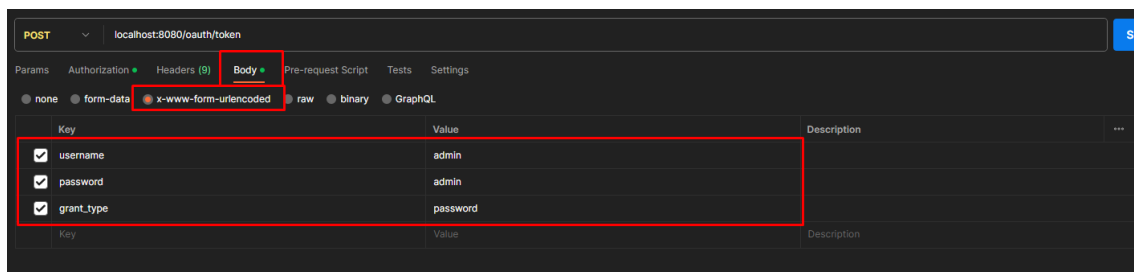 POST localhost:8080/oauth/token S
Params Authorization Headers (9) Body Pre-request Script Tests Settings
none form-data x-www-form-urlencoded raw binary GraphQL
Key Value Description
username admin
password admin
grant_type password
Key Value Description